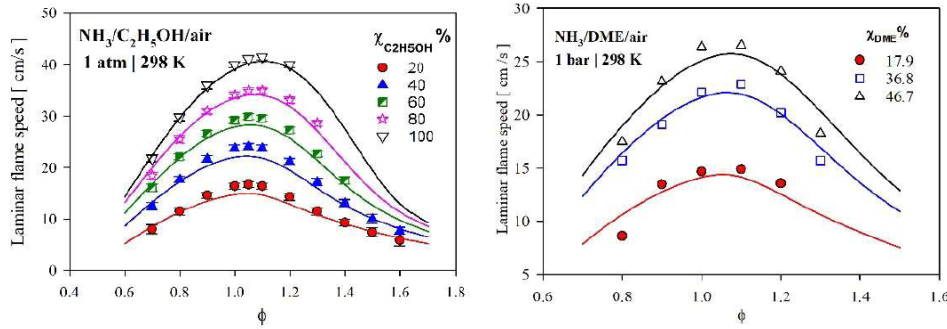 NH3/C2H5OH/air
1 atm | 298 K
χC2H5OH %
20
40
60
80
100
Laminar flame speed [ cm/s]
50
40
30
20
10
0
0.4 0.6 0.8 1.0 1.2 1.4 1.6 1.8
ϕ
NH3/DME/air
1 bar | 298 K
χDME%
17.9
36.8
46.7
Laminar flame speed [ cm /s]
30
25
20
15
10
5
0.6 0.8 1.0 1.2 1.4 1.6
ϕ